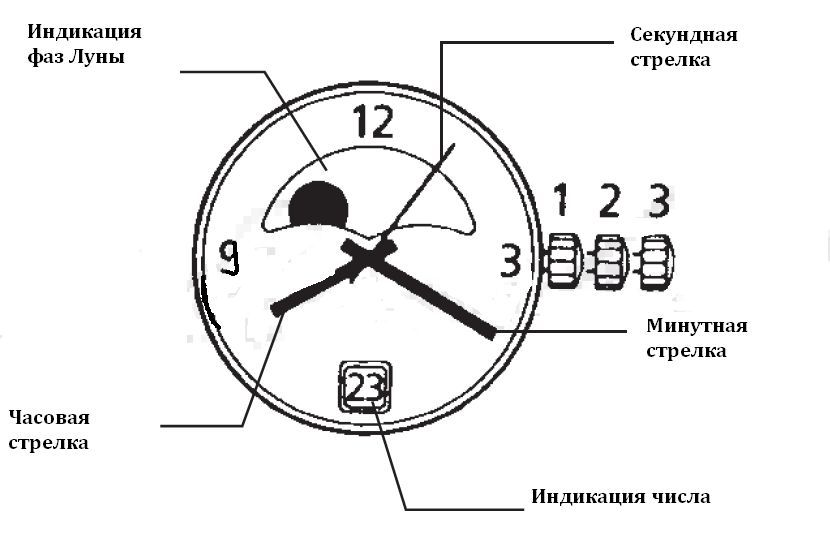 Индикация
фаз Луны
Секундная
стрелка
12
1 2 3
9
3
Минутная
стрелка
23
Часовая
стрелка
Индикация числа